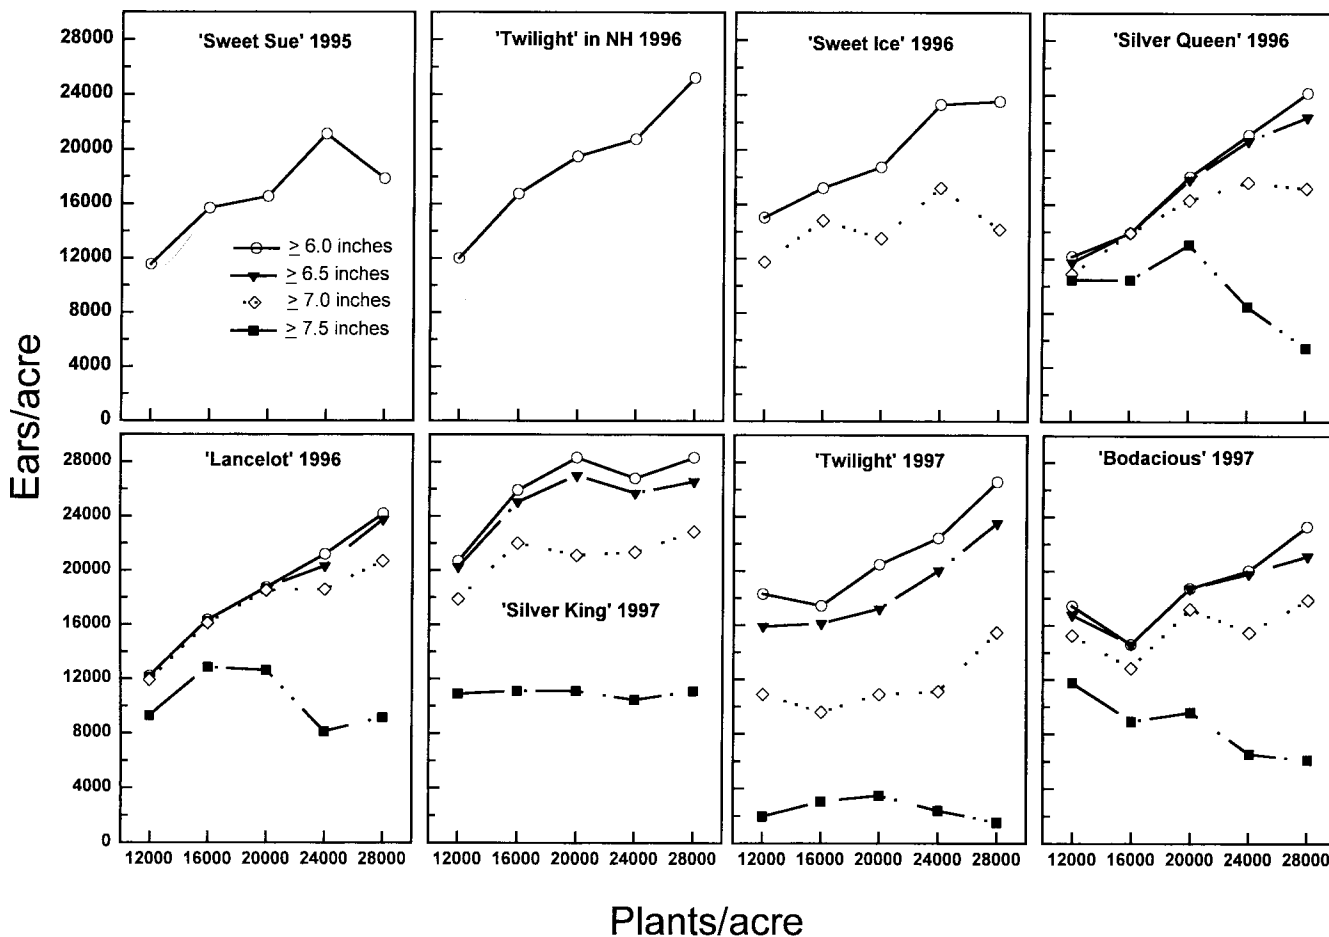 'Sweet Sue' 1995
'Twilight' in NH 1996
'Sweet Ice' 1996
'Silver Queen' 1996
28000
24000
20000
16000
12000
8000
4000
0
≥ 6.0 inches
≥ 6.5 inches
≥ 7.0 inches
≥ 7.5 inches
Ears/acre
'Lancelot' 1996
'Silver King' 1997
'Twilight' 1997
'Bodacious' 1997
28000
24000
20000
16000
12000
8000
4000
0
12000 16000 20000 24000 28000
12000 16000 20000 24000 28000
12000 16000 20000 24000 28000
12000 16000 20000 24000 28000
Plants/acre